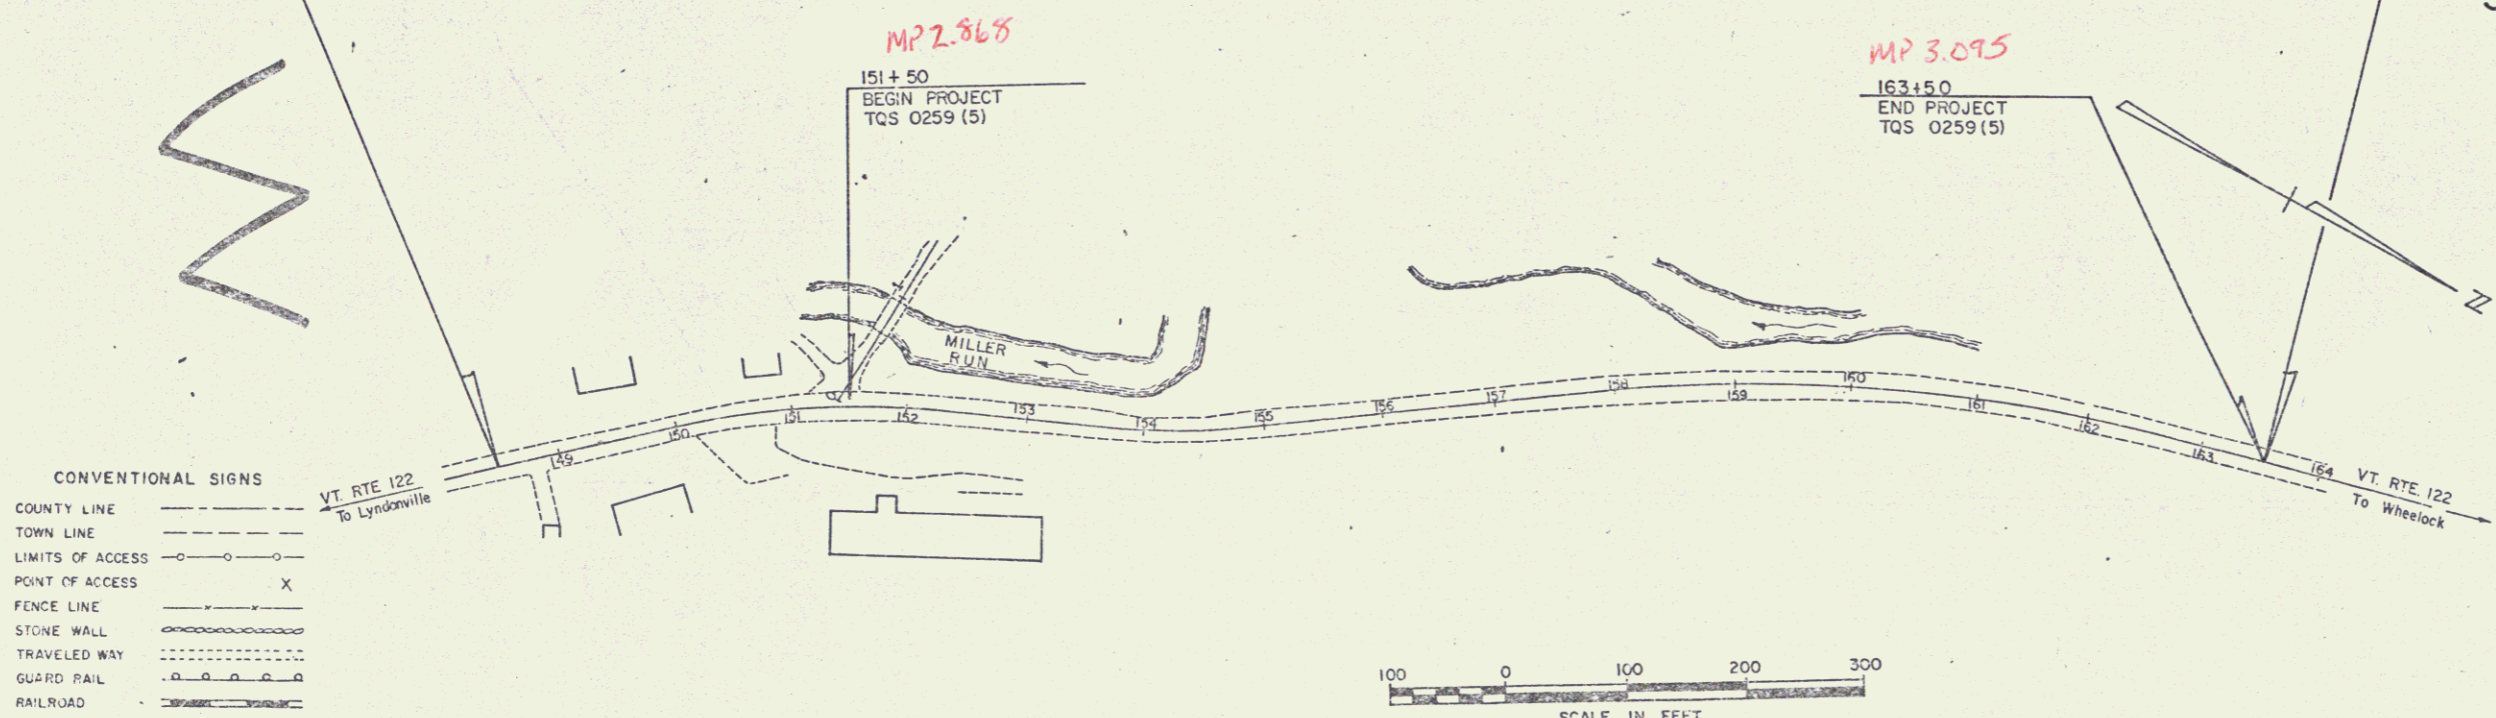 MP 2.868
151+50
BEGIN PROJECT
TQS 0259 (5)
MP 3.095
163+50
END PROJECT
TQS 0259 (5)
N
MILLER
RUN
149
150
151
152
153
154
155
156
157
158
159
160
161
162
163
164
VT. RTE 122
To Lyndonville
VT. RTE. 122
To Wheelock
CONVENTIONAL SIGNS
COUNTY LINE
TOWN LINE
LIMITS OF ACCESS
POINT OF ACCESS X
FENCE LINE
STONE WALL
TRAVELED WAY
GUARD RAIL
RAILROAD
100 0 100 200 300
SCALE IN FEET